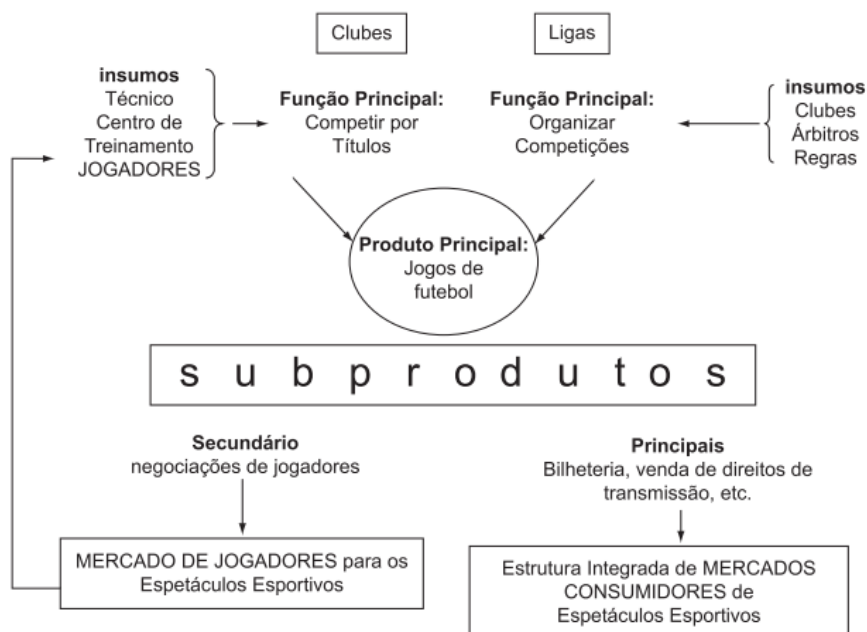 Clubes
Ligas
insumos
Técnico
Centro de
Treinamento
JOGADORES
Função Principal:
Competir por
Títulos
Função Principal:
Organizar
Competições
insumos
Clubes
Árbitros
Regras
Produto Principal:
Jogos de
futebol
subprodutos
Secundário
negociações de jogadores
Principais
Bilheteria, venda de direitos de
transmissão, etc.
MERCADO DE JOGADORES para os
Espetáculos Esportivos
Estrutura Integrada de MERCADOS
CONSUMIDORES de
Espetáculos Esportivos